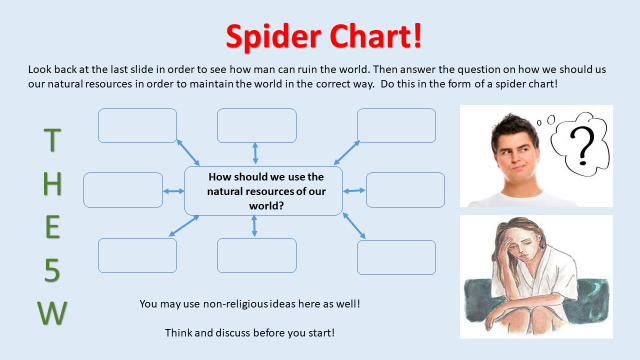 Spider Chart!
Look back at the last slide in order to see how man can ruin the world. Then answer the question on how we should us
our natural resources in order to maintain the world in the correct way.  Do this in the form of a spider chart!
T
H
E
5
W
How should we use the
natural resources of our
world?
?
You may use non-religious ideas here as well!
Think and discuss before you start!